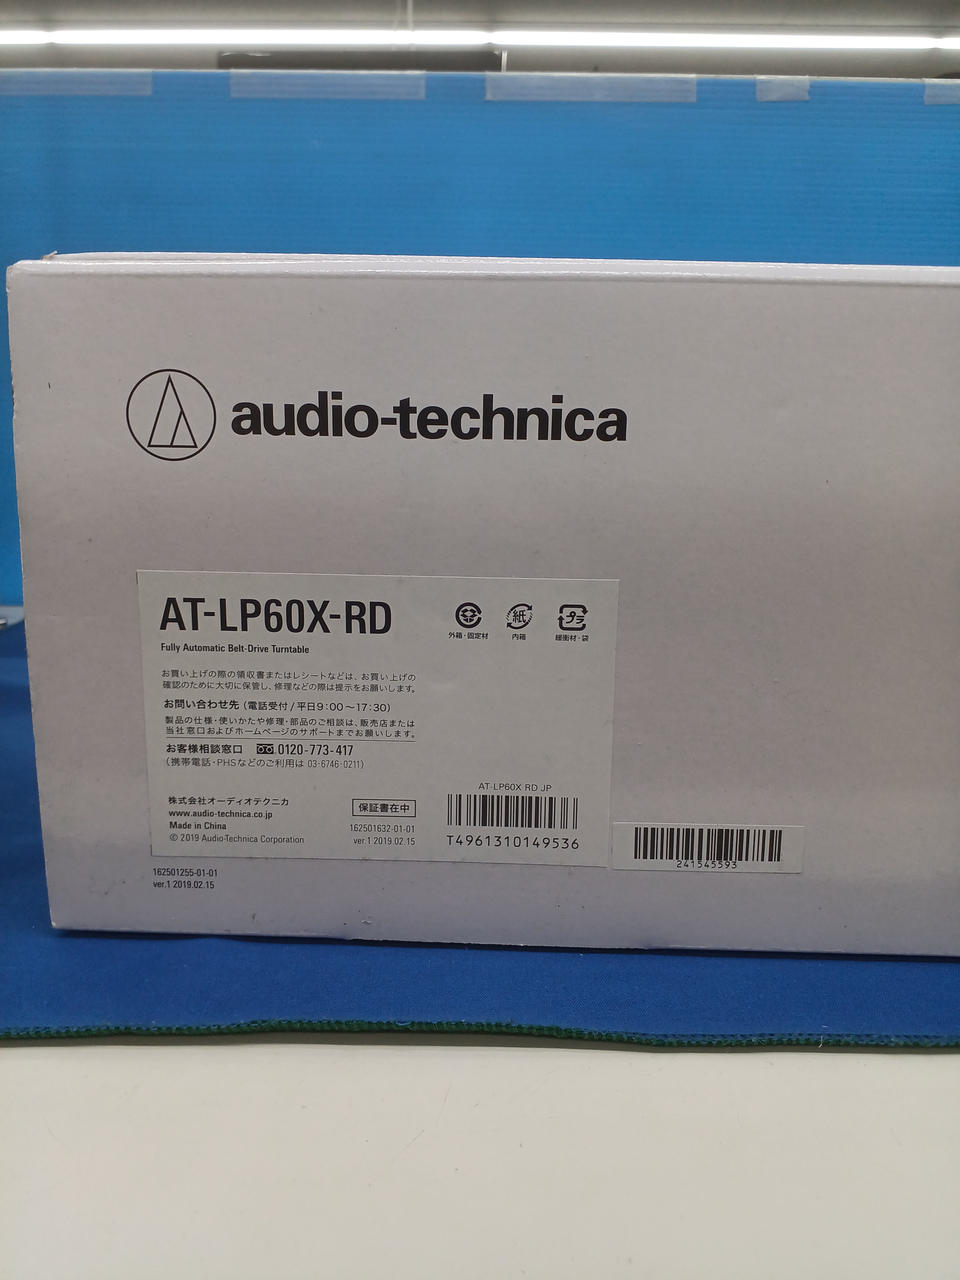 audio-technica
AT-LP60X-RD
Fully Automatic Belt-Drive Turntable
外箱・固定材
紙
内箱
プラ
緩衝材・袋
お買い上げの際の領収書またはレシートなどは、お買い上げの
確認のために大切に保管し、修理などの際は提示をお願いします。
お問い合わせ先（電話受付/平日9:00～17:30）
製品の仕様・使いかたや修理・部品のご相談は、販売店または
当社窓口およびホームページのサポートまでお願いします。
お客様相談窓口 0120-773-417
（携帯電話・PHSなどのご利用は 03-6746-0211）
株式会社オーディオテクニカ
www.audio-technica.co.jp
Made in China
© 2019 Audio-Technica Corporation
保証書在中
162501632-01-01
ver.1 2019.02.15
AT-LP60X RD JP
T4961310149536
241545593
162501255-01-01
ver.1 2019.02.15